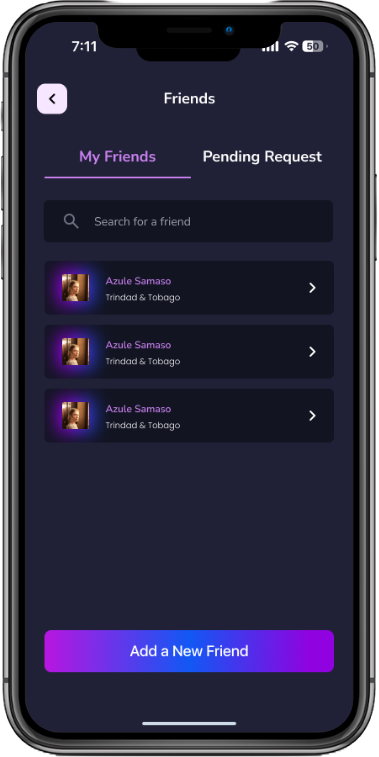 7:11
50
Friends
My Friends
Pending Request
Search for a friend
Azule Samaso
Trindad & Tobago
Azule Samaso
Trindad & Tobago
Azule Samaso
Trindad & Tobago
Add a New Friend